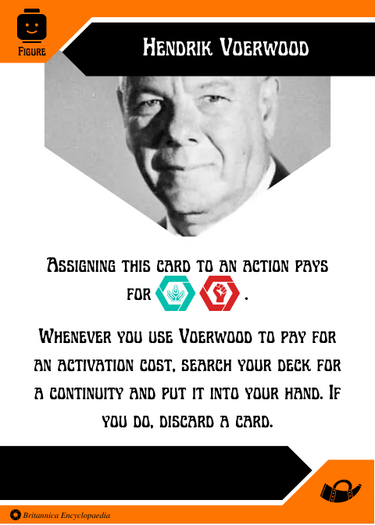 Figure
Hendrik Voerwood
Assigning this card to an action pays
for .
Whenever you use Voerwood to pay for
an activation cost, search your deck for
a continuity and put it into your hand. If
you do, discard a card.
Britannica Encyclopaedia